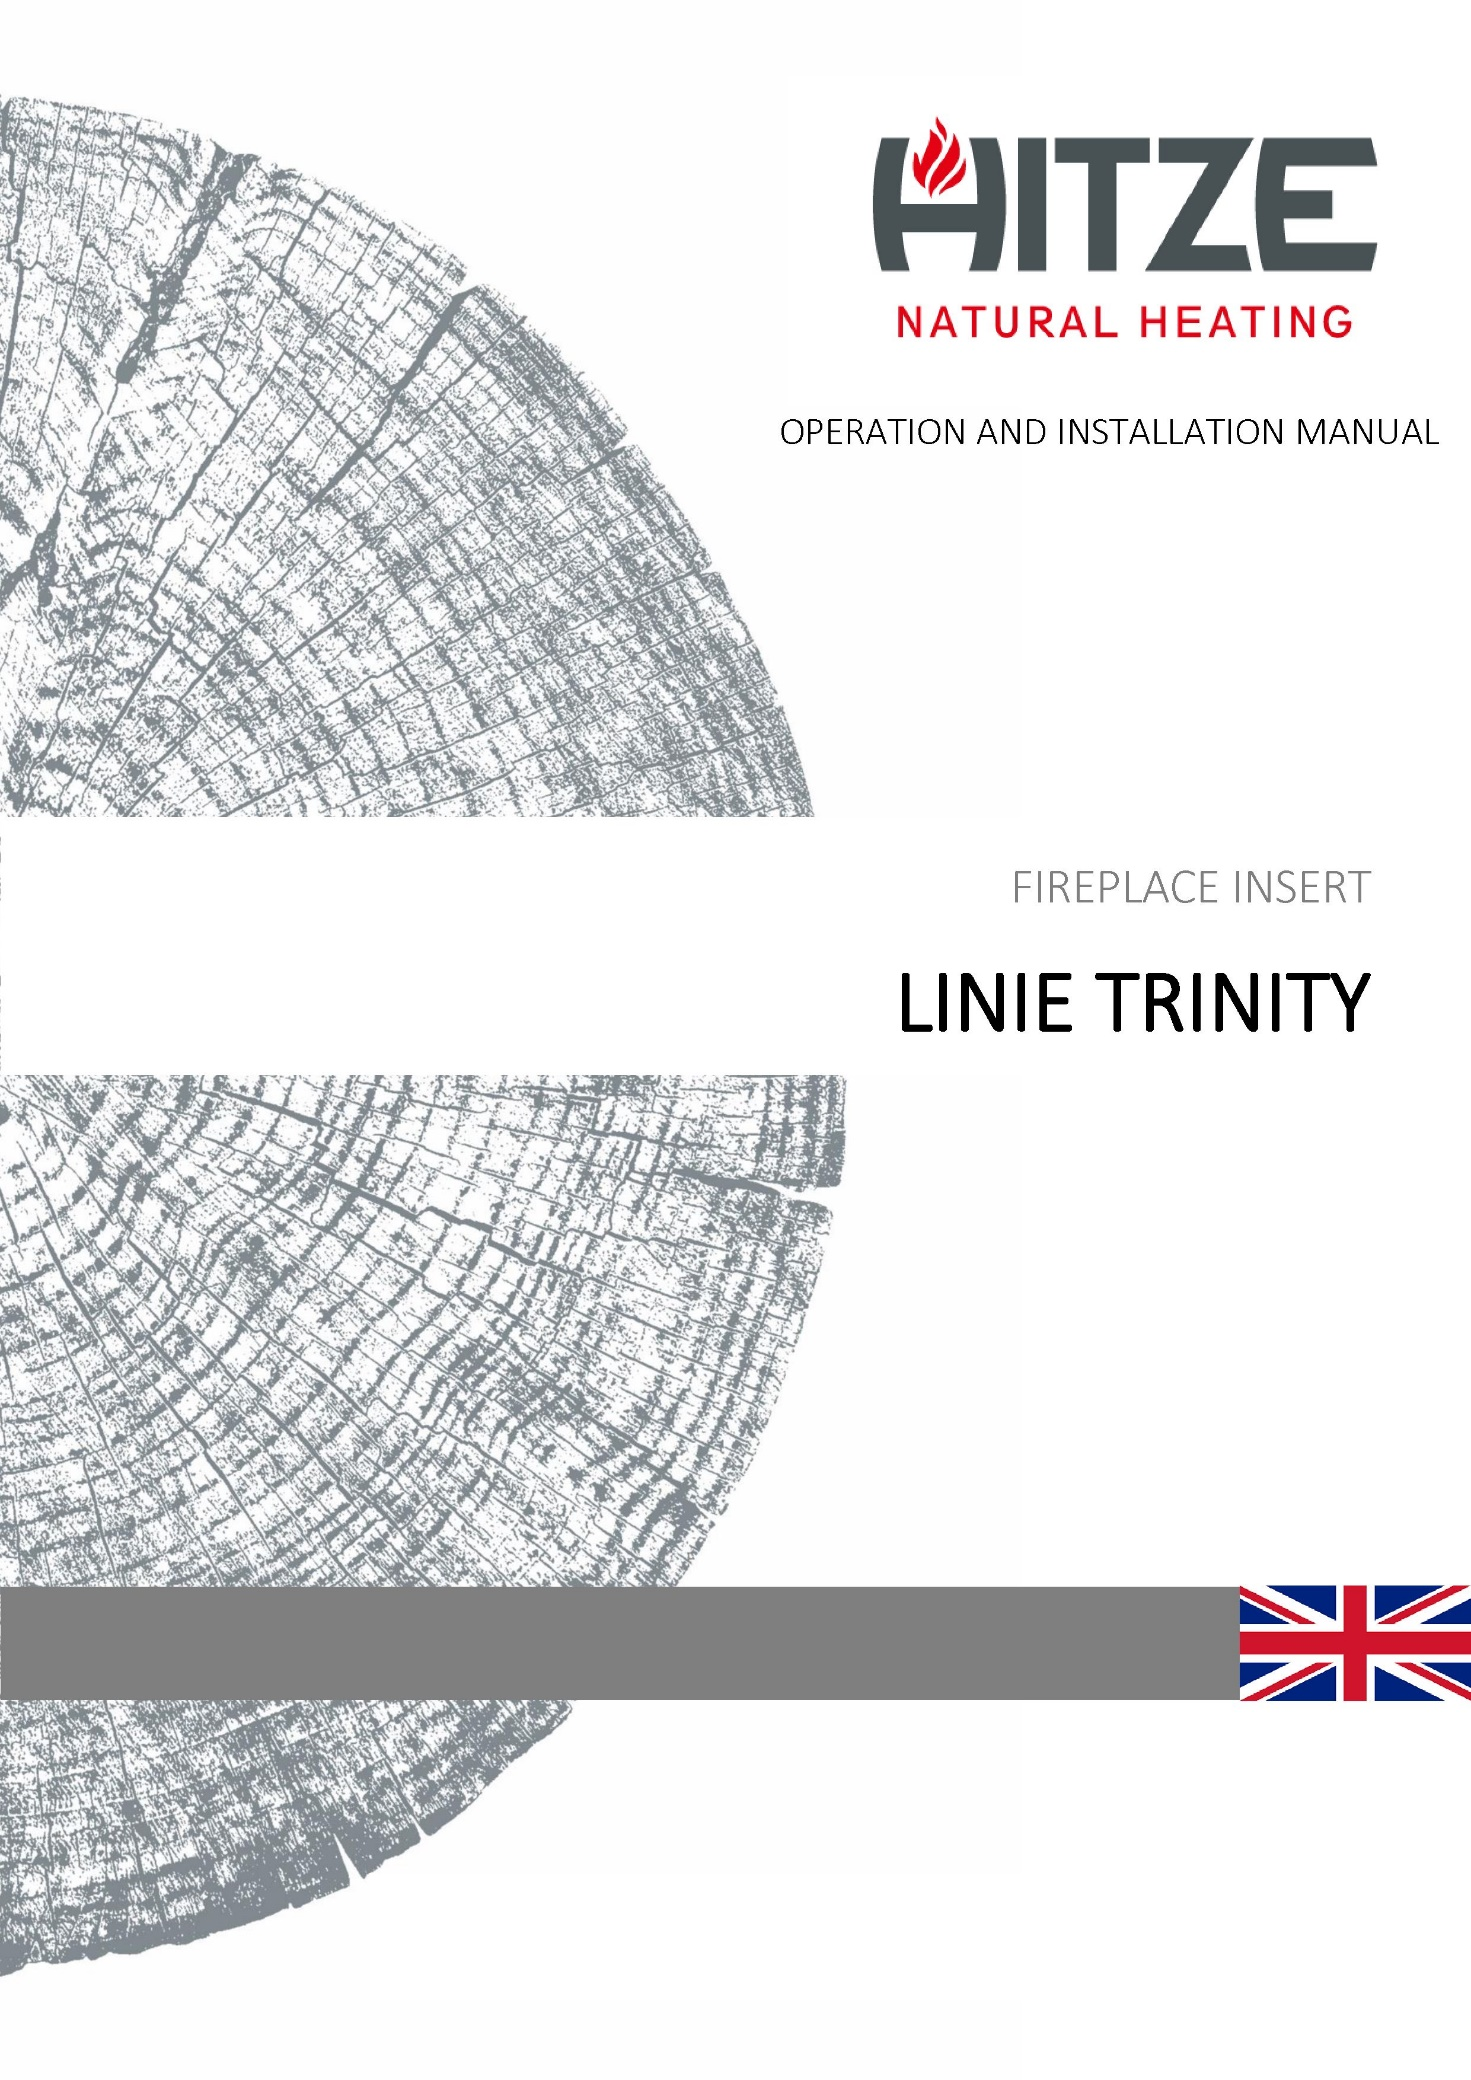 HITZE
NATURAL HEATING
OPERATION AND INSTALLATION MANUAL
FIREPLACE INSERT
LINIE TRINITY